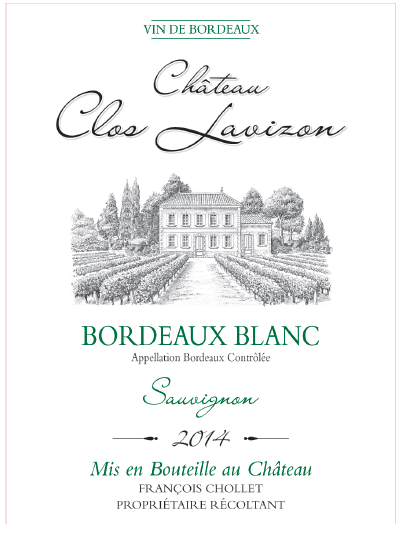 VIN DE BORDEAUX
Château
Clos Lavizon
BORDEAUX BLANC
Appellation Bordeaux Contrôlée
Sauvignon
2014
Mis en Bouteille au Château
FRANÇOIS CHOLLET
PROPRIÉTAIRE RÉCOLTANT